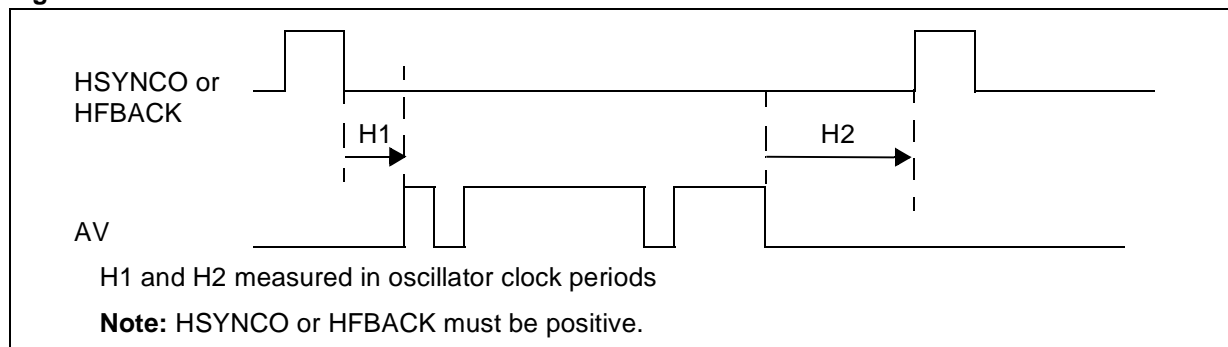 HSYNCO or
HFBACK
H1
H2
AV
H1 and H2 measured in oscillator clock periods
Note: HSYNCO or HFBACK must be positive.